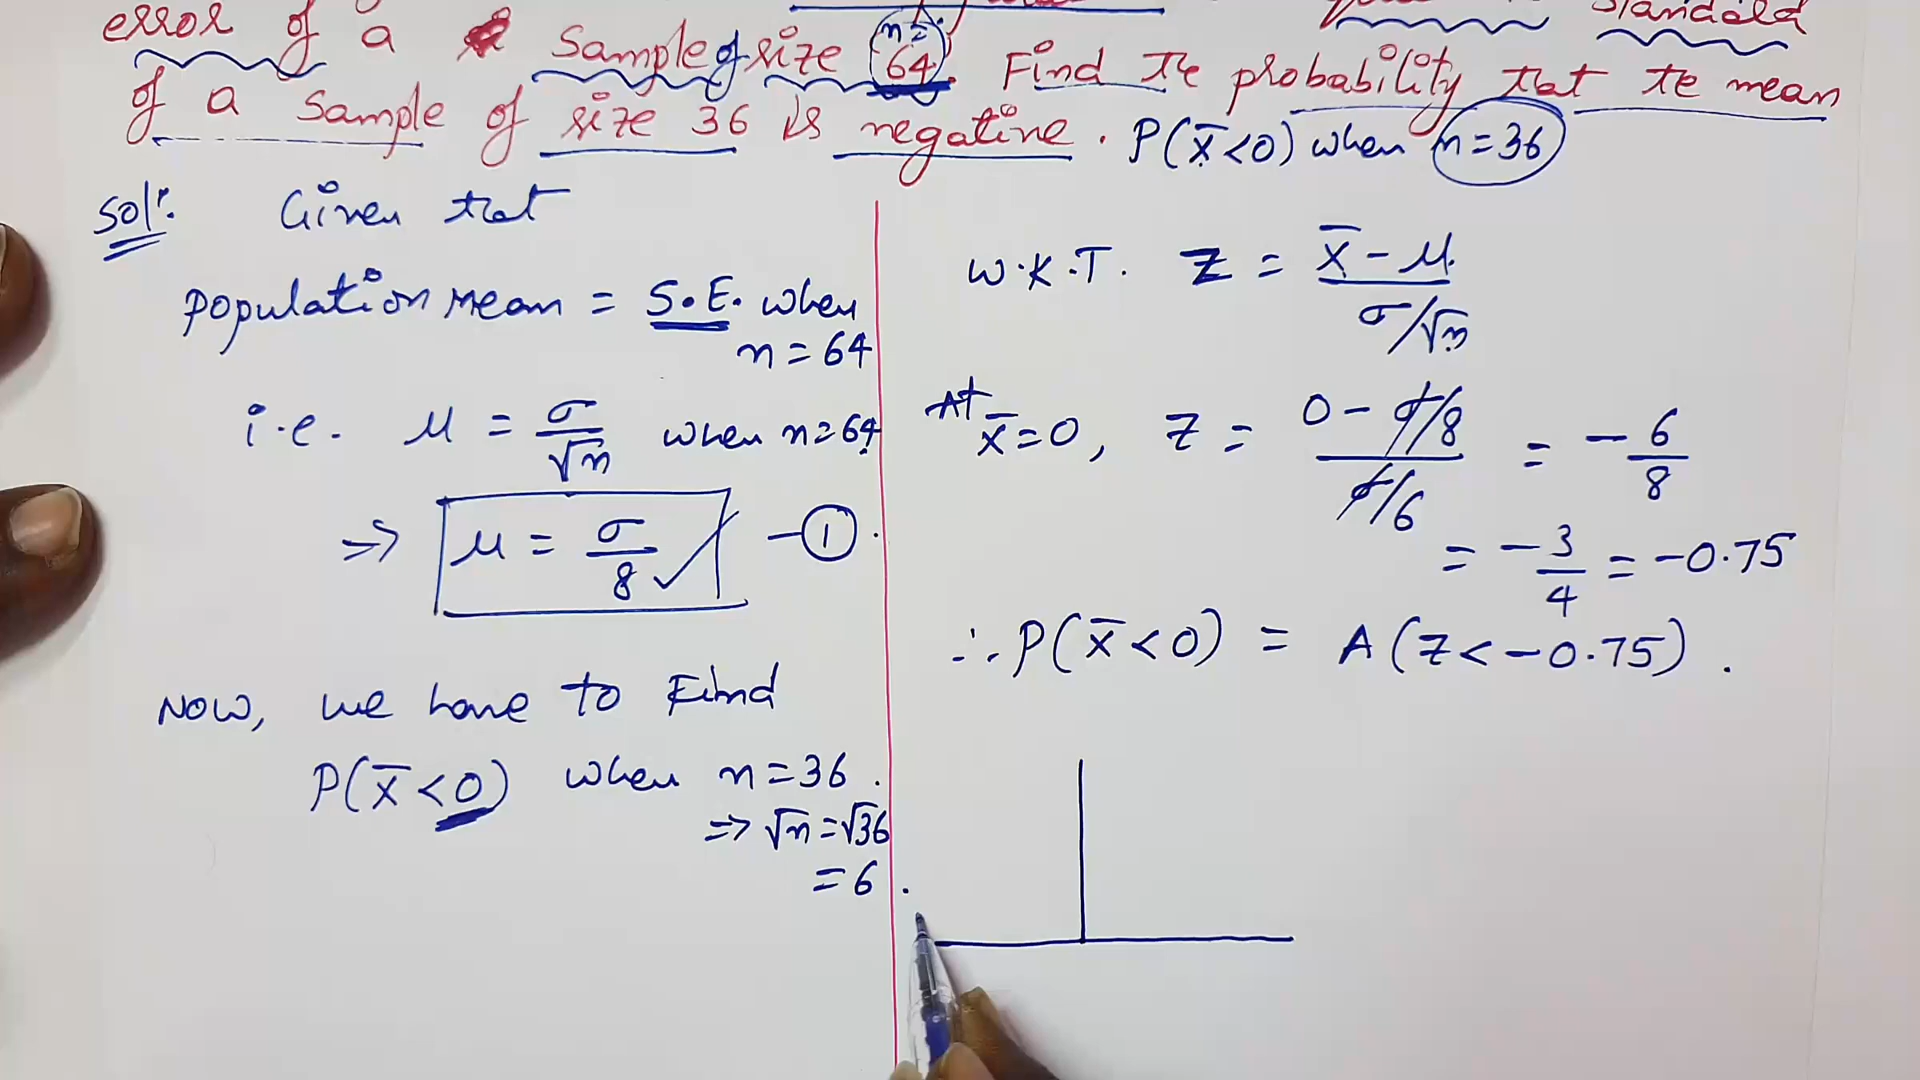 error of a sample of size n = 64. Find the probability that te mean
of a sample of size 36 is negative. P(x̄<0) when n=36
Sol:
Given that
Population mean = S.E. when
n = 64
i.e. μ = σ/√n when n=64
⇒ μ = σ/8 ✓ - ①.
Now, we have to Find
P(x̄<0) when n=36.
⇒ √n = √36
= 6.
W.K.T. Z = (x̄ - μ)/(σ/√n)
At x̄=0, Z = (0 - σ/8)/(σ/6) = -6/8
= -3/4 = -0.75
∴ P(x̄<0) = A(Z<-0.75).